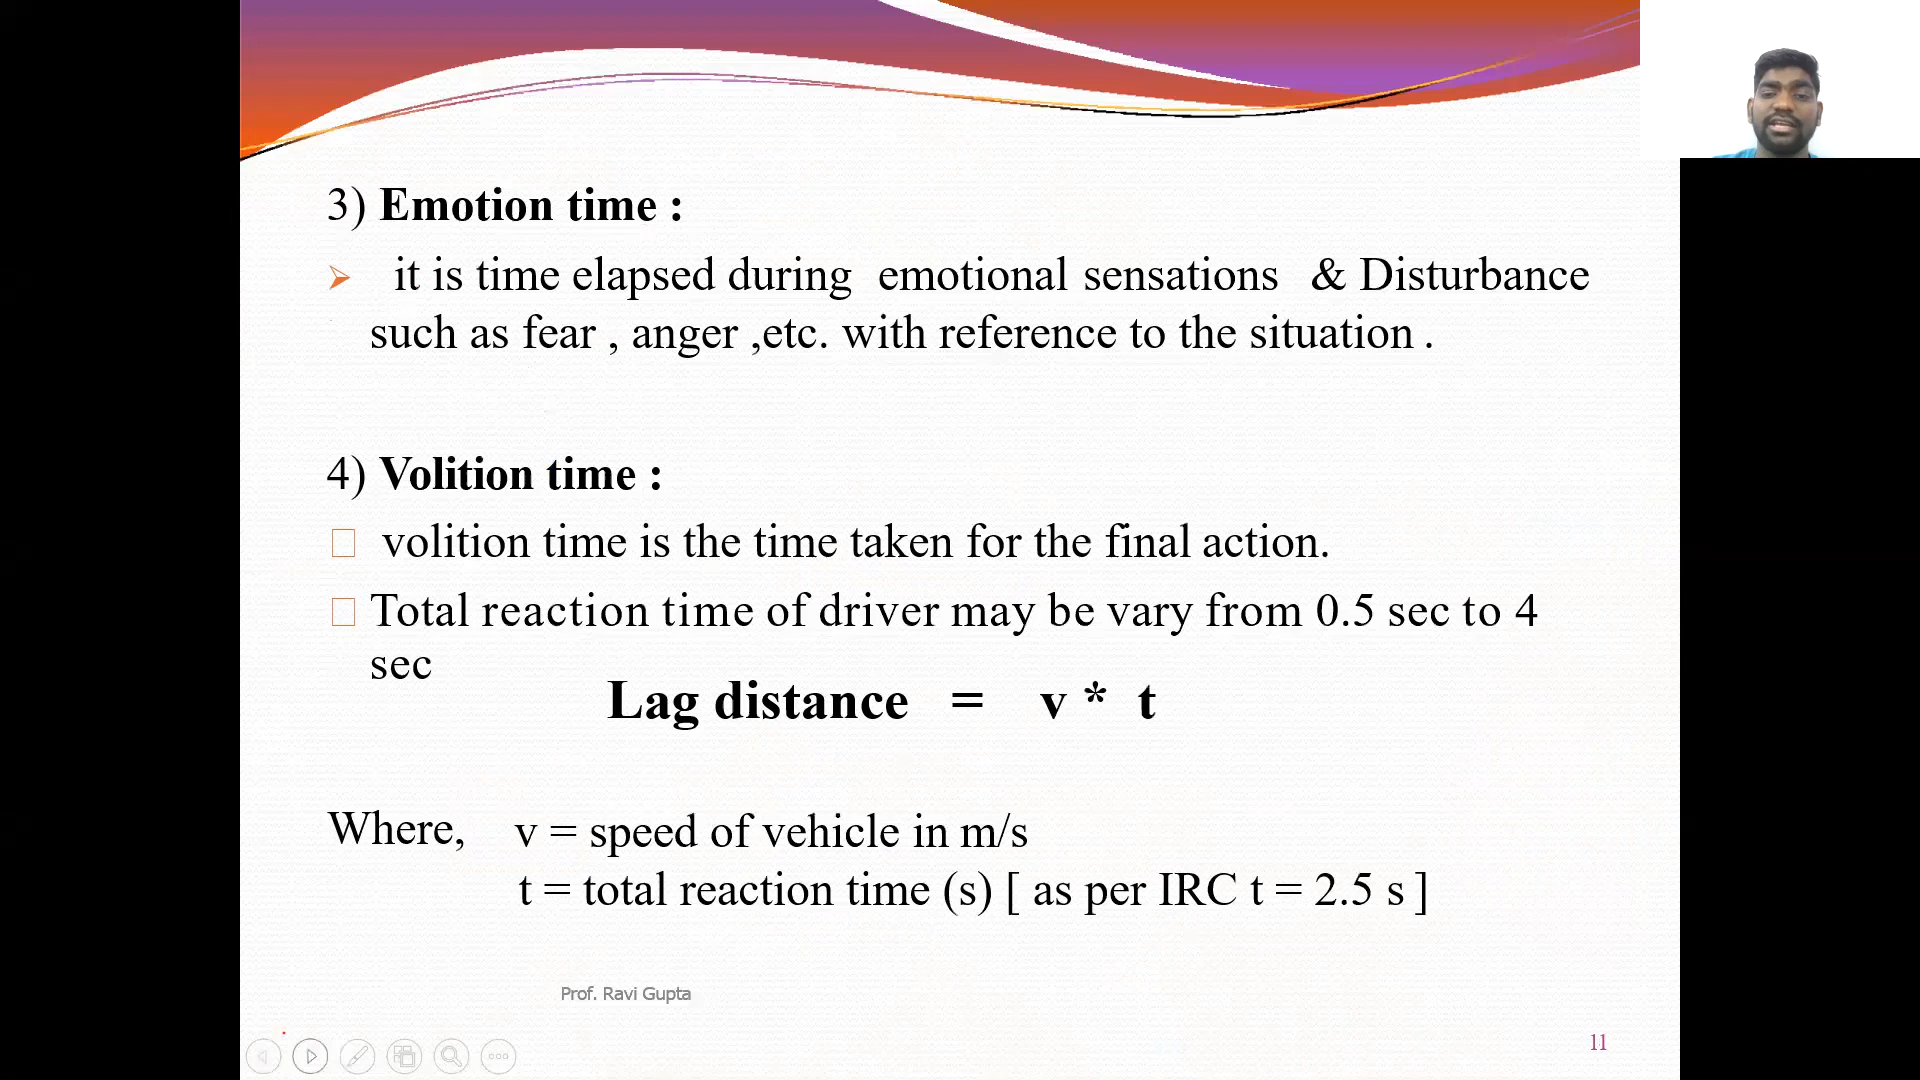 3) Emotion time :
it is time elapsed during emotional sensations & Disturbance
such as fear , anger ,etc. with reference to the situation .
4) Volition time :
volition time is the time taken for the final action.
Total reaction time of driver may be vary from 0.5 sec to 4
sec
Lag distance = v * t
Where, v = speed of vehicle in m/s
t = total reaction time (s) [ as per IRC t = 2.5 s ]
Prof. Ravi Gupta
11